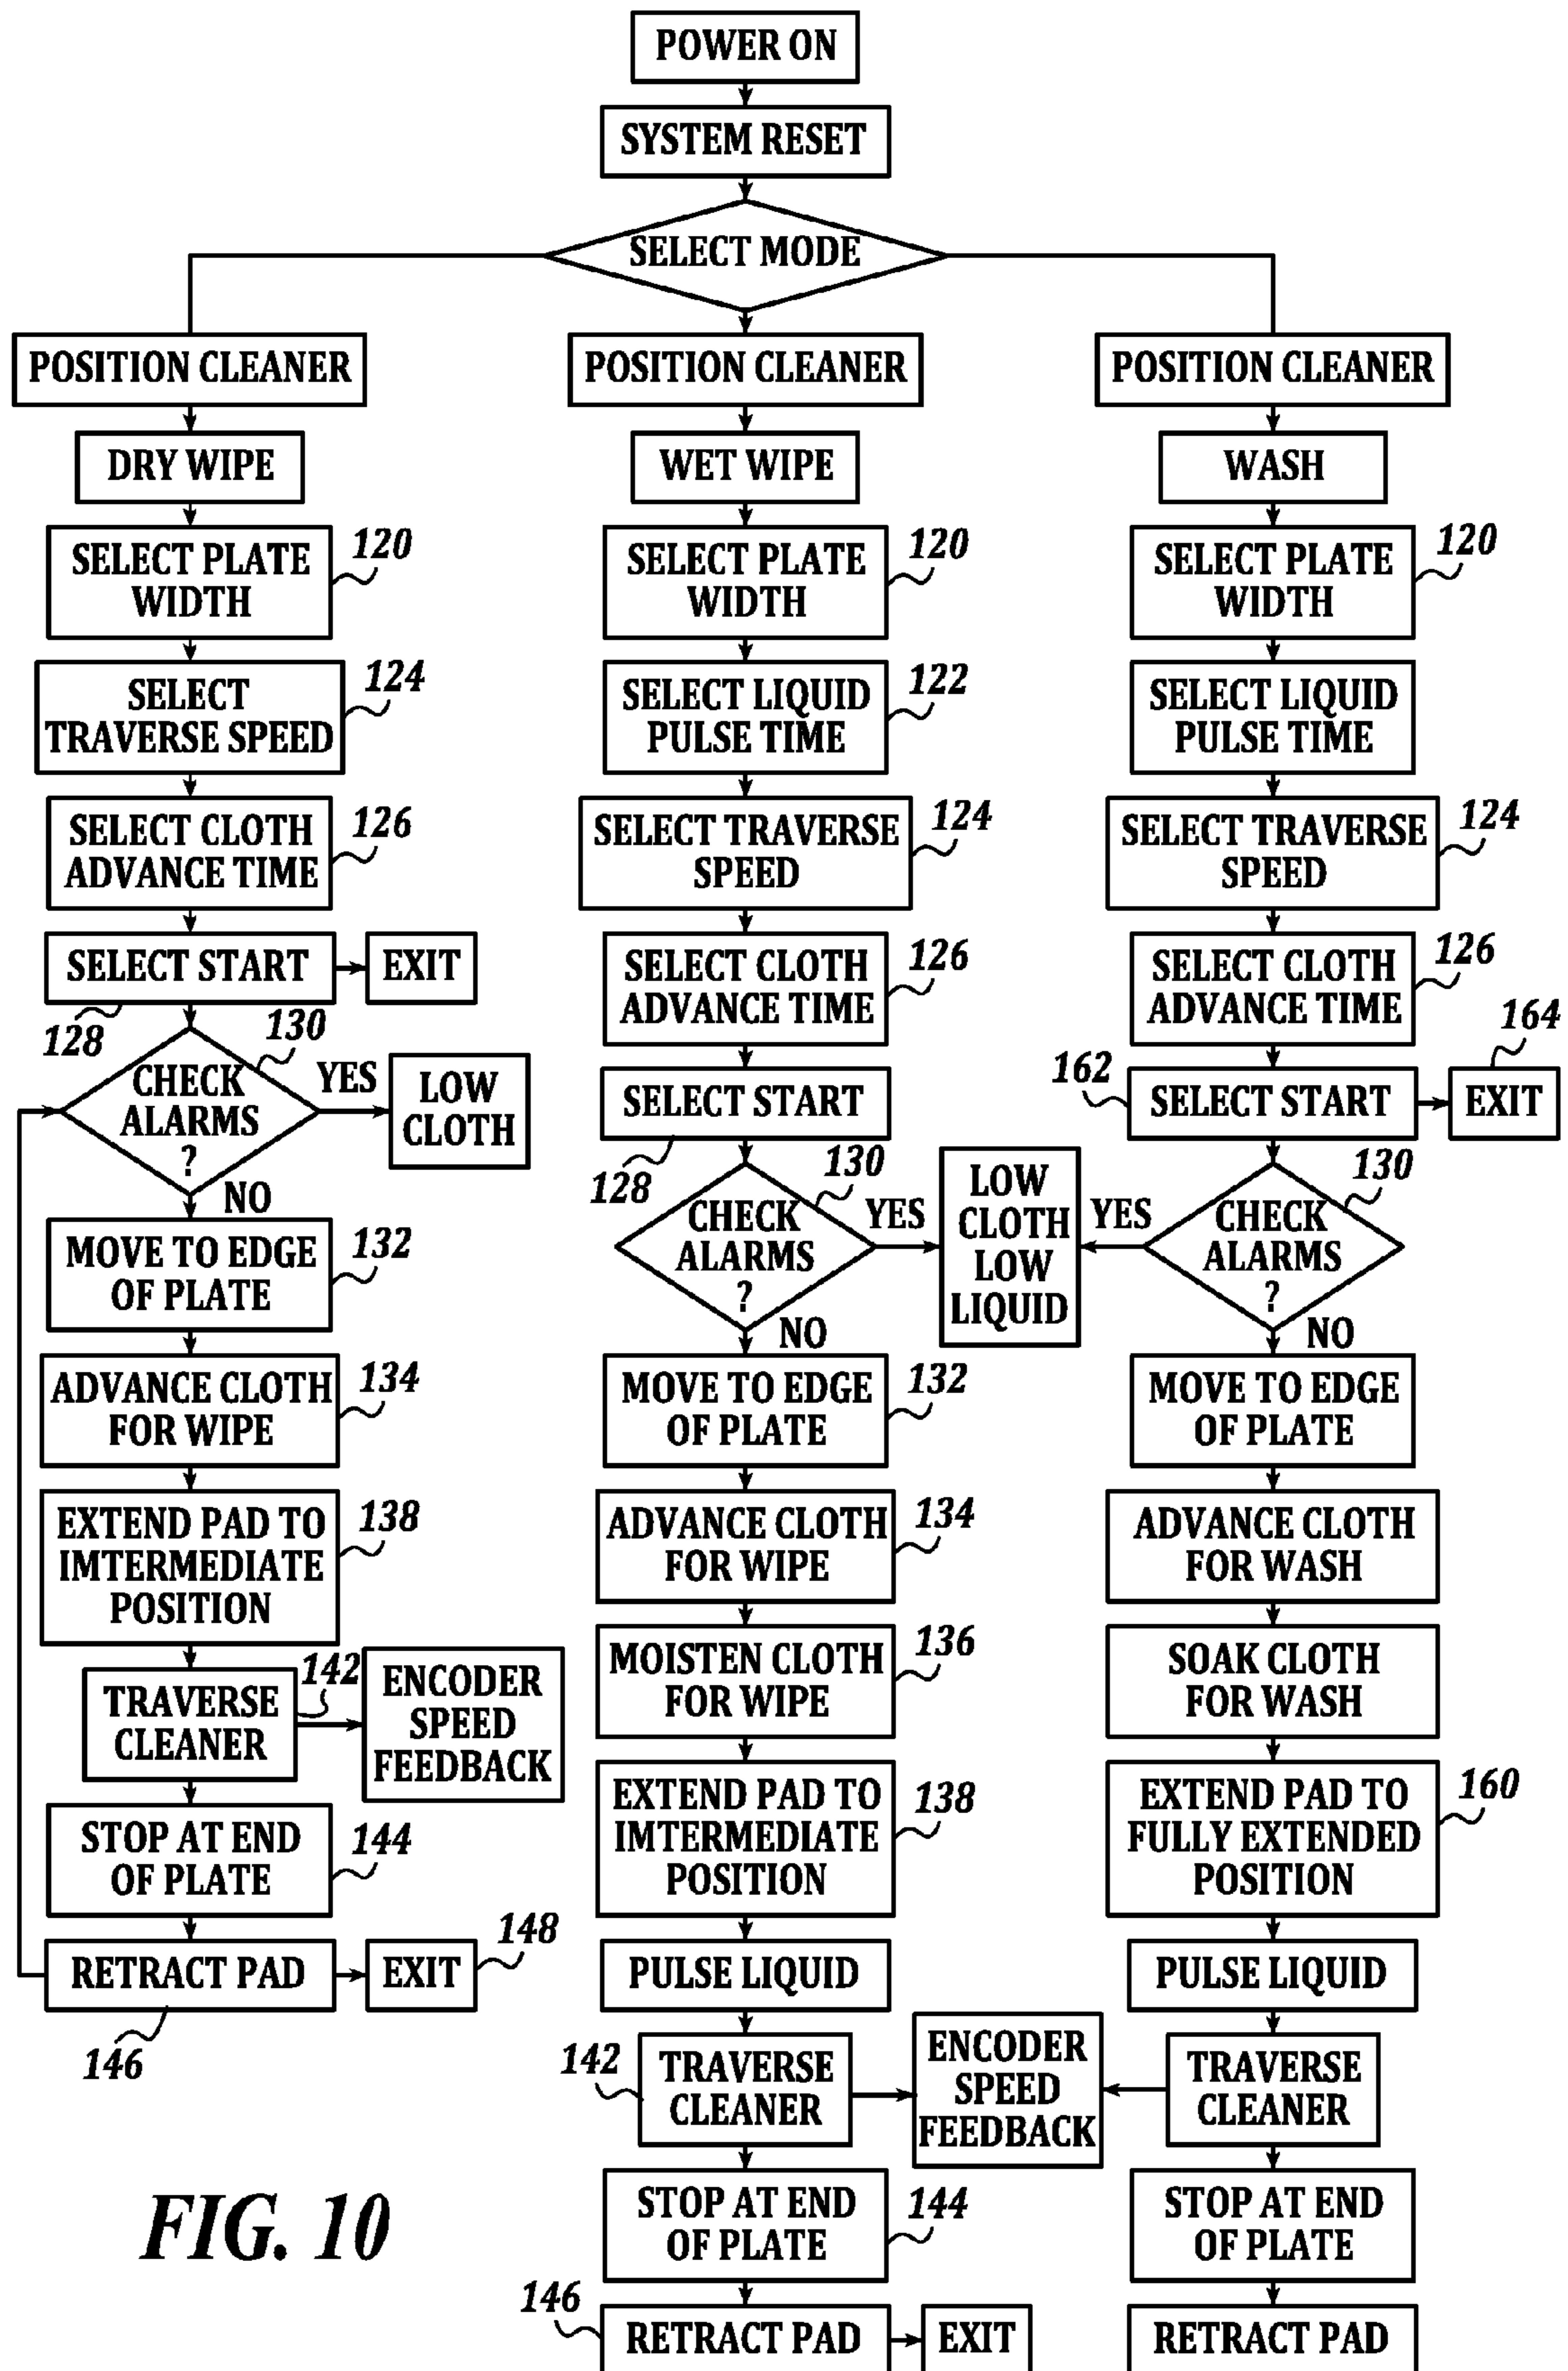 POWER ON
SYSTEM RESET
SELECT MODE
POSITION CLEANER
DRY WIPE
SELECT PLATE
WIDTH
120
SELECT
TRAVERSE SPEED
124
SELECT CLOTH
ADVANCE TIME
126
SELECT START
EXIT
128
130
CHECK
ALARMS
?
YES
LOW
CLOTH
NO
MOVE TO EDGE
OF PLATE
132
ADVANCE CLOTH
FOR WIPE
134
EXTEND PAD TO
IMTERMEDIATE
POSITION
138
TRAVERSE
CLEANER
142
ENCODER
SPEED
FEEDBACK
STOP AT END
OF PLATE
144
RETRACT PAD
EXIT
148
146
POSITION CLEANER
WET WIPE
SELECT PLATE
WIDTH
120
SELECT LIQUID
PULSE TIME
122
SELECT TRAVERSE
SPEED
124
SELECT CLOTH
ADVANCE TIME
126
SELECT START
128
130
CHECK
ALARMS
?
YES
LOW
CLOTH
LOW
LIQUID
NO
MOVE TO EDGE
OF PLATE
132
ADVANCE CLOTH
FOR WIPE
134
MOISTEN CLOTH
FOR WIPE
136
EXTEND PAD TO
IMTERMEDIATE
POSITION
138
PULSE LIQUID
142
TRAVERSE
CLEANER
ENCODER
SPEED
FEEDBACK
STOP AT END
OF PLATE
144
146
RETRACT PAD
EXIT
POSITION CLEANER
WASH
SELECT PLATE
WIDTH
120
SELECT LIQUID
PULSE TIME
SELECT TRAVERSE
SPEED
124
SELECT CLOTH
ADVANCE TIME
126
162
SELECT START
EXIT
164
130
YES
CHECK
ALARMS
?
NO
MOVE TO EDGE
OF PLATE
ADVANCE CLOTH
FOR WASH
SOAK CLOTH
FOR WASH
EXTEND PAD TO
FULLY EXTENDED
POSITION
160
PULSE LIQUID
TRAVERSE
CLEANER
STOP AT END
OF PLATE
RETRACT PAD
FIG. 10